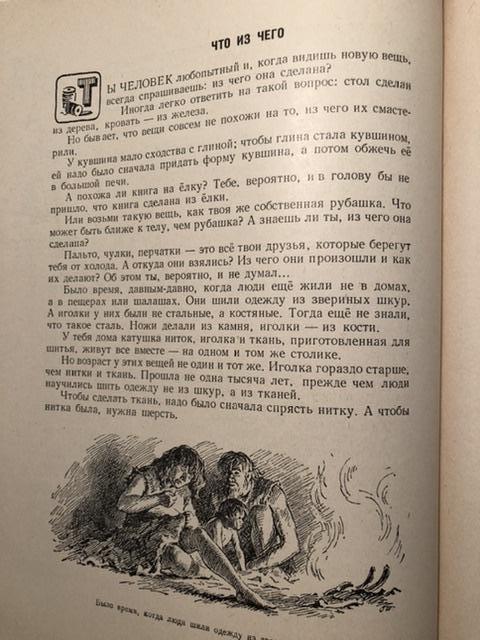 ЧТО ИЗ ЧЕГО
ТЫ ЧЕЛОВЕК любопытный и, когда видишь новую вещь,
всегда спрашиваешь: из чего она сделана?
Иногда легко ответить на такой вопрос: стол сделан
из дерева, кровать — из железа.
Но бывает, что вещи совсем не похожи на то, из чего их смасте-
рили.
У кувшина мало сходства с глиной; чтобы глина стала кувшином,
ей надо было сначала придать форму кувшина, а потом обжечь её
в большой печи.
А похожа ли книга на ёлку? Тебе, вероятно, и в голову бы не
пришло, что книга сделана из ёлки.
Или возьми такую вещь, как твоя же собственная рубашка. Что
может быть ближе к телу, чем рубашка? А знаешь ли ты, из чего она
сделана?
Пальто, чулки, перчатки — это всё твои друзья, которые берегут
тебя от холода. А откуда они взялись? Из чего они произошли и как
их делают? Об этом ты, вероятно, и не думал...
Было время, давным-давно, когда люди ещё жили не в домах,
а в пещерах или шалашах. Они шили одежду из звериных шкур.
А иголки у них были не стальные, а костяные. Тогда ещё не знали,
что такое сталь. Ножи делали из камня, иголки — из кости.
У тебя дома катушка ниток, иголка и ткань, приготовленная для
шитья, живут все вместе — на одном и том же столике.
Но возраст у этих вещей не один и тот же. Иголка гораздо старше,
чем нитки и ткань. Прошла не одна тысяча лет, прежде чем люди
научились шить одежду не из шкур, а из тканей.
Чтобы сделать ткань, надо было сначала спрясть нитку. А чтобы
нитка была, нужна шерсть.
Было время, когда люди шили одежду из